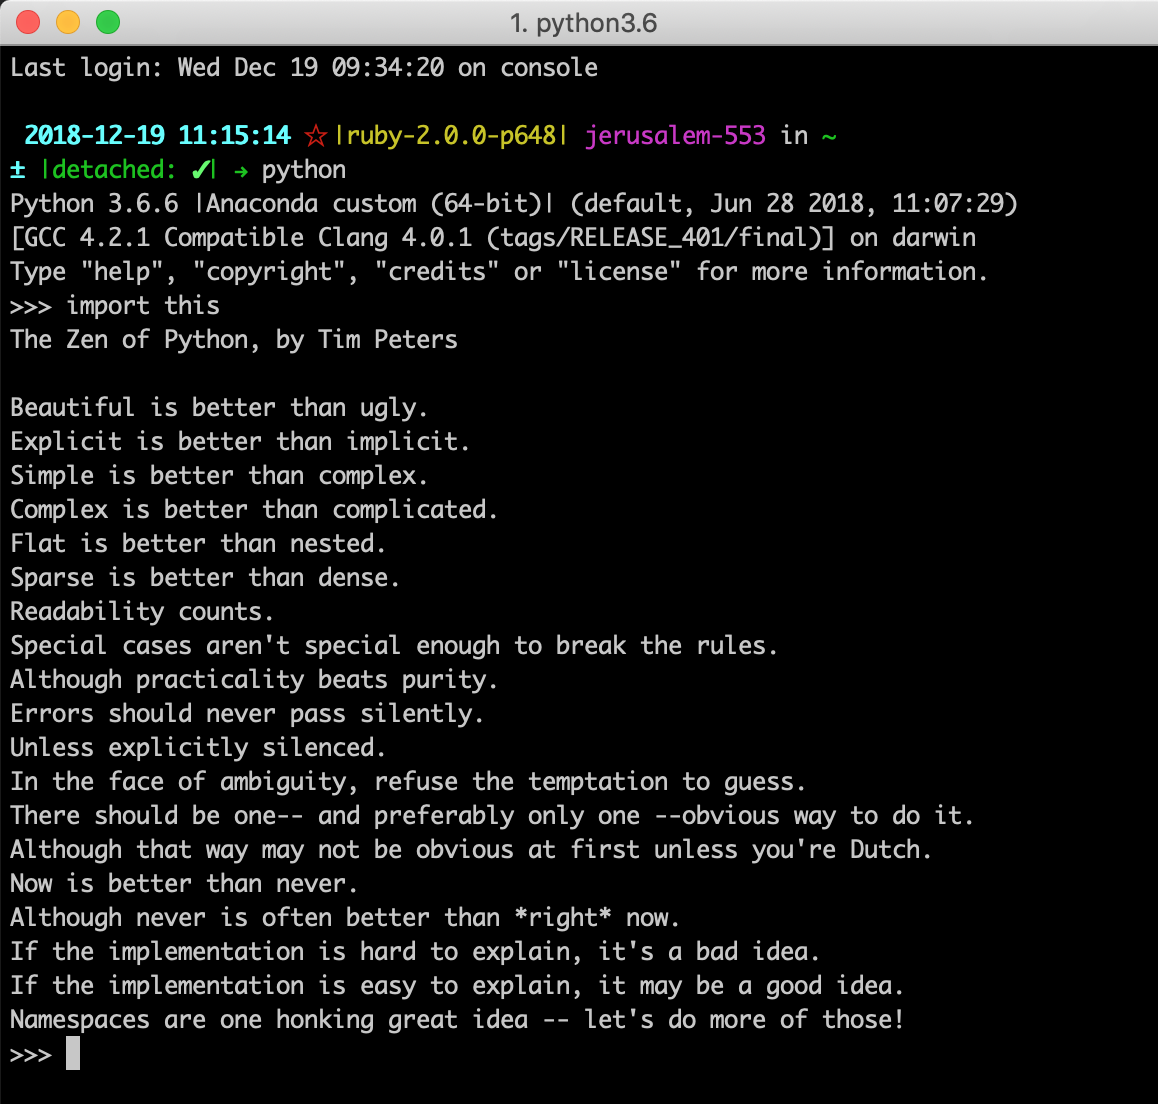 1. python3.6
Last login: Wed Dec 19 09:34:20 on console
2018-12-19 11:15:14 ☆ |ruby-2.0.0-p648| jerusalem-553 in ~
± |detached: ✓| → python
Python 3.6.6 |Anaconda custom (64-bit)| (default, Jun 28 2018, 11:07:29)
[GCC 4.2.1 Compatible Clang 4.0.1 (tags/RELEASE_401/final)] on darwin
Type "help", "copyright", "credits" or "license" for more information.
>>> import this
The Zen of Python, by Tim Peters
Beautiful is better than ugly.
Explicit is better than implicit.
Simple is better than complex.
Complex is better than complicated.
Flat is better than nested.
Sparse is better than dense.
Readability counts.
Special cases aren't special enough to break the rules.
Although practicality beats purity.
Errors should never pass silently.
Unless explicitly silenced.
In the face of ambiguity, refuse the temptation to guess.
There should be one-- and preferably only one --obvious way to do it.
Although that way may not be obvious at first unless you're Dutch.
Now is better than never.
Although never is often better than *right* now.
If the implementation is hard to explain, it's a bad idea.
If the implementation is easy to explain, it may be a good idea.
Namespaces are one honking great idea -- let's do more of those!
>>>